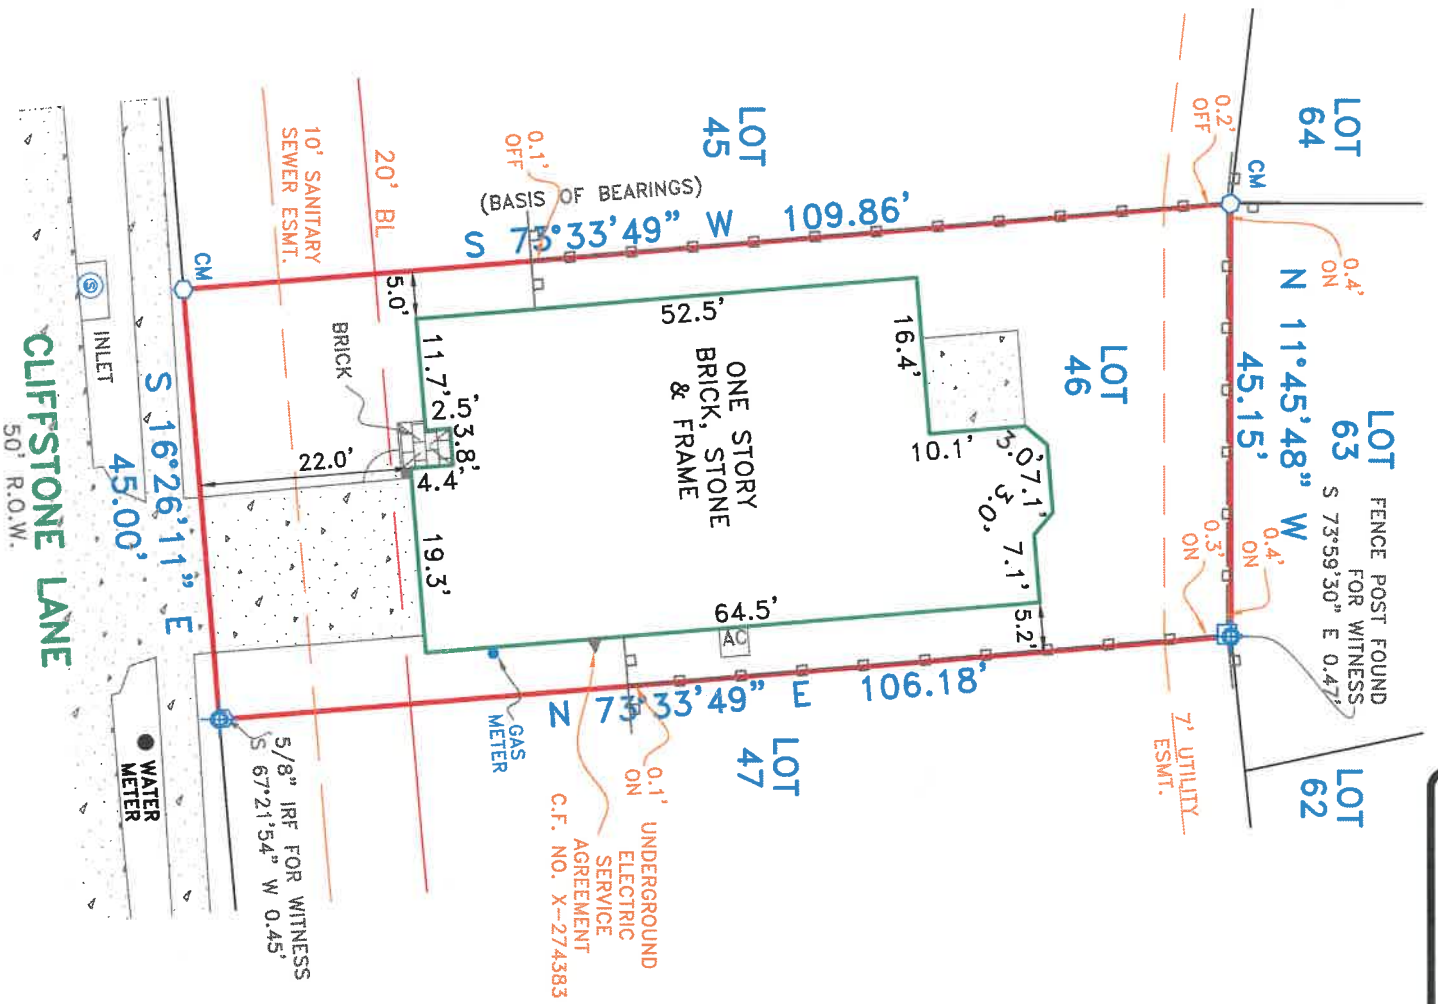 LOT
64
LOT
63
FENCE POST FOUND
FOR WITNESS
S 73°59'30" E 0.47'
LOT
62
CM
0.2'
OFF
0.4'
ON
N 11°45'48" W
45.15'
0.4'
ON
0.3'
ON
7' UTILITY
ESMT.
LOT
45
LOT
46
LOT
47
(BASIS OF BEARINGS)
S 73°33'49" W 109.86'
0.1'
OFF
52.5'
16.4'
10.1'
3.0'
7.1'
3.0'
7.1'
5.2'
64.5'
AC
ONE STORY
BRICK, STONE
& FRAME
N 73°33'49" E 106.18'
0.1'
ON
UNDERGROUND
ELECTRIC
SERVICE
AGREEMENT
C.F. NO. X-274383
GAS
METER
5.0'
11.7'
2.5'
3.8'
4.4'
19.3'
22.0'
BRICK
20' BL
10' SANITARY
SEWER ESMT.
CM
S 16°26'11" E
45.00'
5/8" IRF FOR WITNESS
S 67°21'54" W 0.45'
WATER
METER
S
INLET
CLIFFSTONE LANE
50' R.O.W.